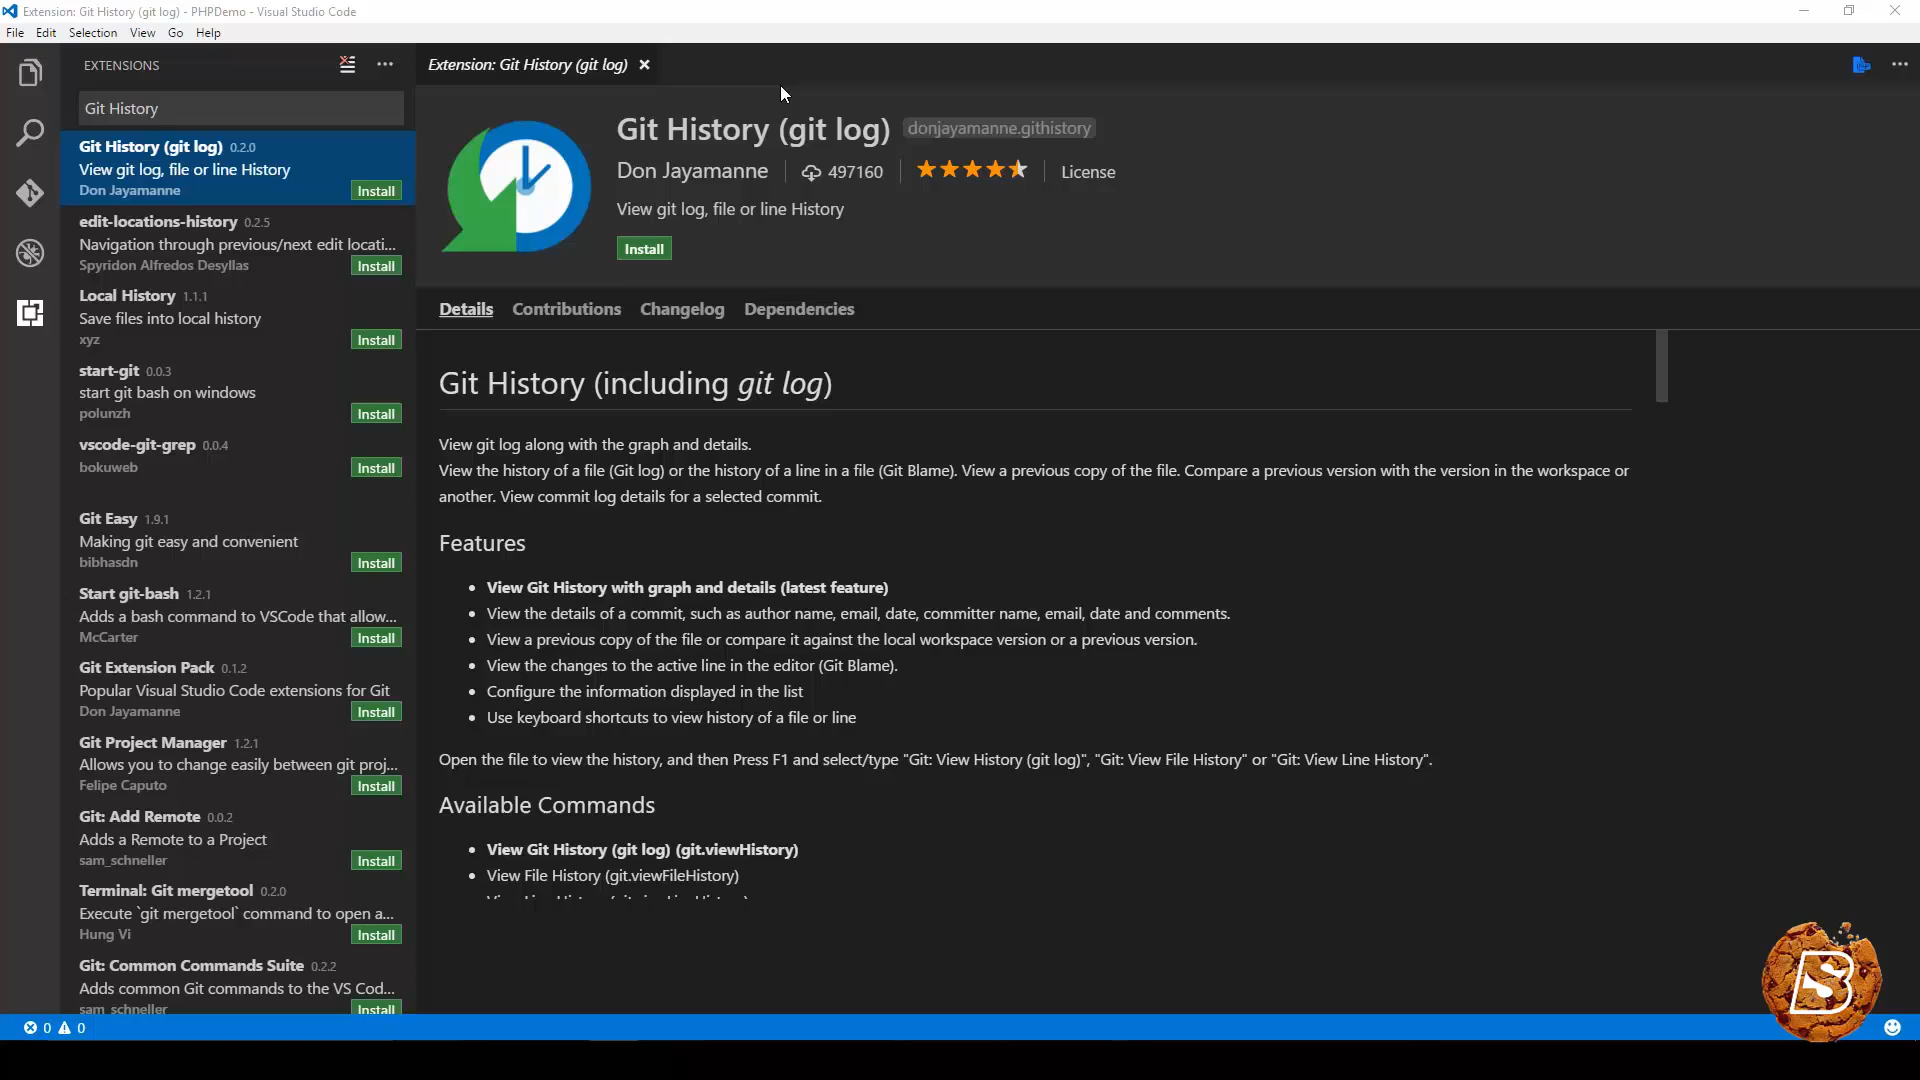 Extension: Git History (git log) - PHPDemo - Visual Studio Code
File Edit Selection View Go Help
EXTENSIONS
Git History
Git History (git log) 0.2.0
View git log, file or line History
Don Jayamanne Install
edit-locations-history 0.2.5
Navigation through previous/next edit locati...
Spyridon Alfredos Desyllas Install
Local History 1.1.1
Save files into local history
xyz Install
start-git 0.0.3
start git bash on windows
polunzh Install
vscode-git-grep 0.0.4
bokuweb Install
Git Easy 1.9.1
Making git easy and convenient
bibhasdn Install
Start git-bash 1.2.1
Adds a bash command to VSCode that allow...
McCarter Install
Git Extension Pack 0.1.2
Popular Visual Studio Code extensions for Git
Don Jayamanne Install
Git Project Manager 1.2.1
Allows you to change easily between git proj...
Felipe Caputo Install
Git: Add Remote 0.0.2
Adds a Remote to a Project
sam_schneller Install
Terminal: Git mergetool 0.2.0
Execute `git mergetool` command to open a...
Hung Vi Install
Git: Common Commands Suite 0.2.2
Adds common Git commands to the VS Cod...
sam_schneller Install
Extension: Git History (git log)
Git History (git log) donjayamanne.githistory
Don Jayamanne 497160 License
View git log, file or line History
Install
Details Contributions Changelog Dependencies
Git History (including git log)
View git log along with the graph and details.
View the history of a file (Git log) or the history of a line in a file (Git Blame). View a previous copy of the file. Compare a previous version with the version in the workspace or
another. View commit log details for a selected commit.
Features
• View Git History with graph and details (latest feature)
• View the details of a commit, such as author name, email, date, committer name, email, date and comments.
• View a previous copy of the file or compare it against the local workspace version or a previous version.
• View the changes to the active line in the editor (Git Blame).
• Configure the information displayed in the list
• Use keyboard shortcuts to view history of a file or line
Open the file to view the history, and then Press F1 and select/type "Git: View History (git log)", "Git: View File History" or "Git: View Line History".
Available Commands
• View Git History (git log) (git.viewHistory)
• View File History (git.viewFileHistory)
0 0